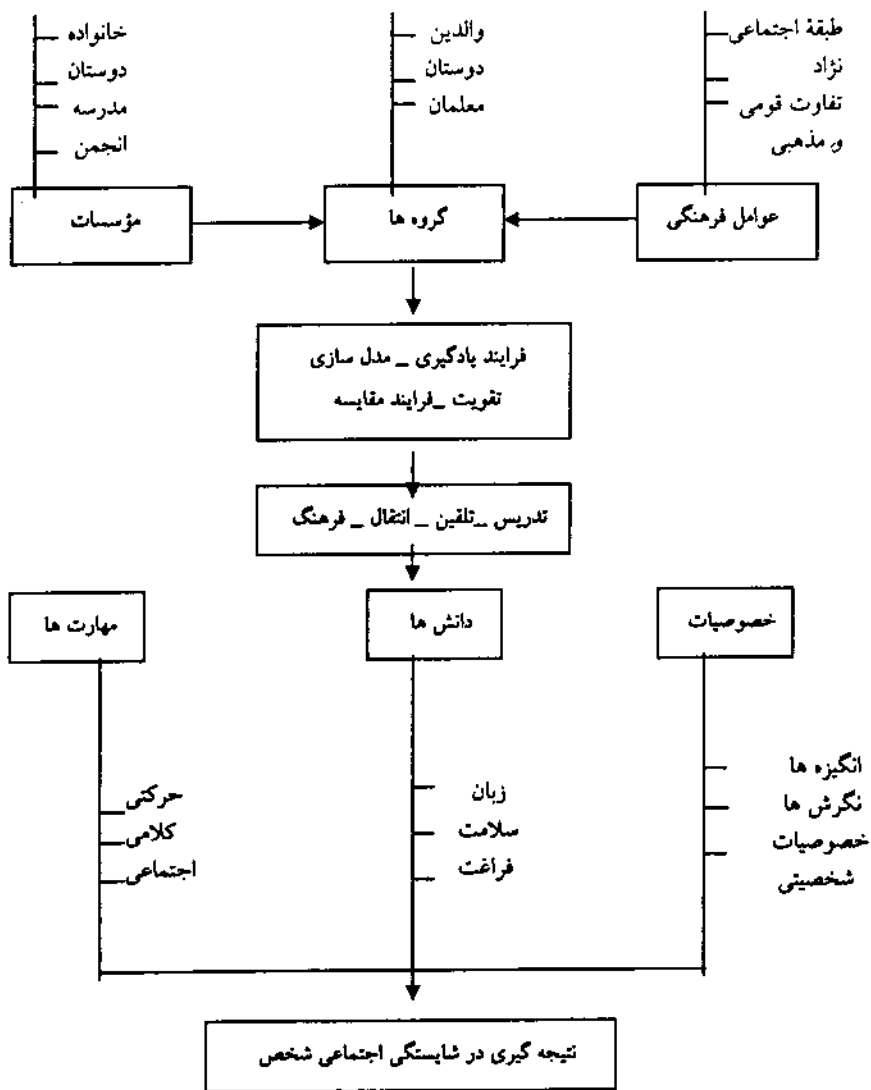 طبقة اجتماعی
نژاد
تفاوت قومی
و مذهبی
والدین
دوستان
معلمان
خانواده
دوستان
مدرسه
انجمن
عوامل فرهنگی
گروه ها
مؤسسات
فرایند یادگیری _ مدل سازی
تقویت _ فرایند مقایسه
تدریس _ تلقین _ انتقال _ فرهنگ
خصوصیات
دانش ها
مهارت ها
انگیزه ها
نگرش ها
خصوصیات
شخصیتی
زبان
سلامت
فراغت
حرکتی
کلامی
اجتماعی
نتیجه گیری در شایستگی اجتماعی شخص